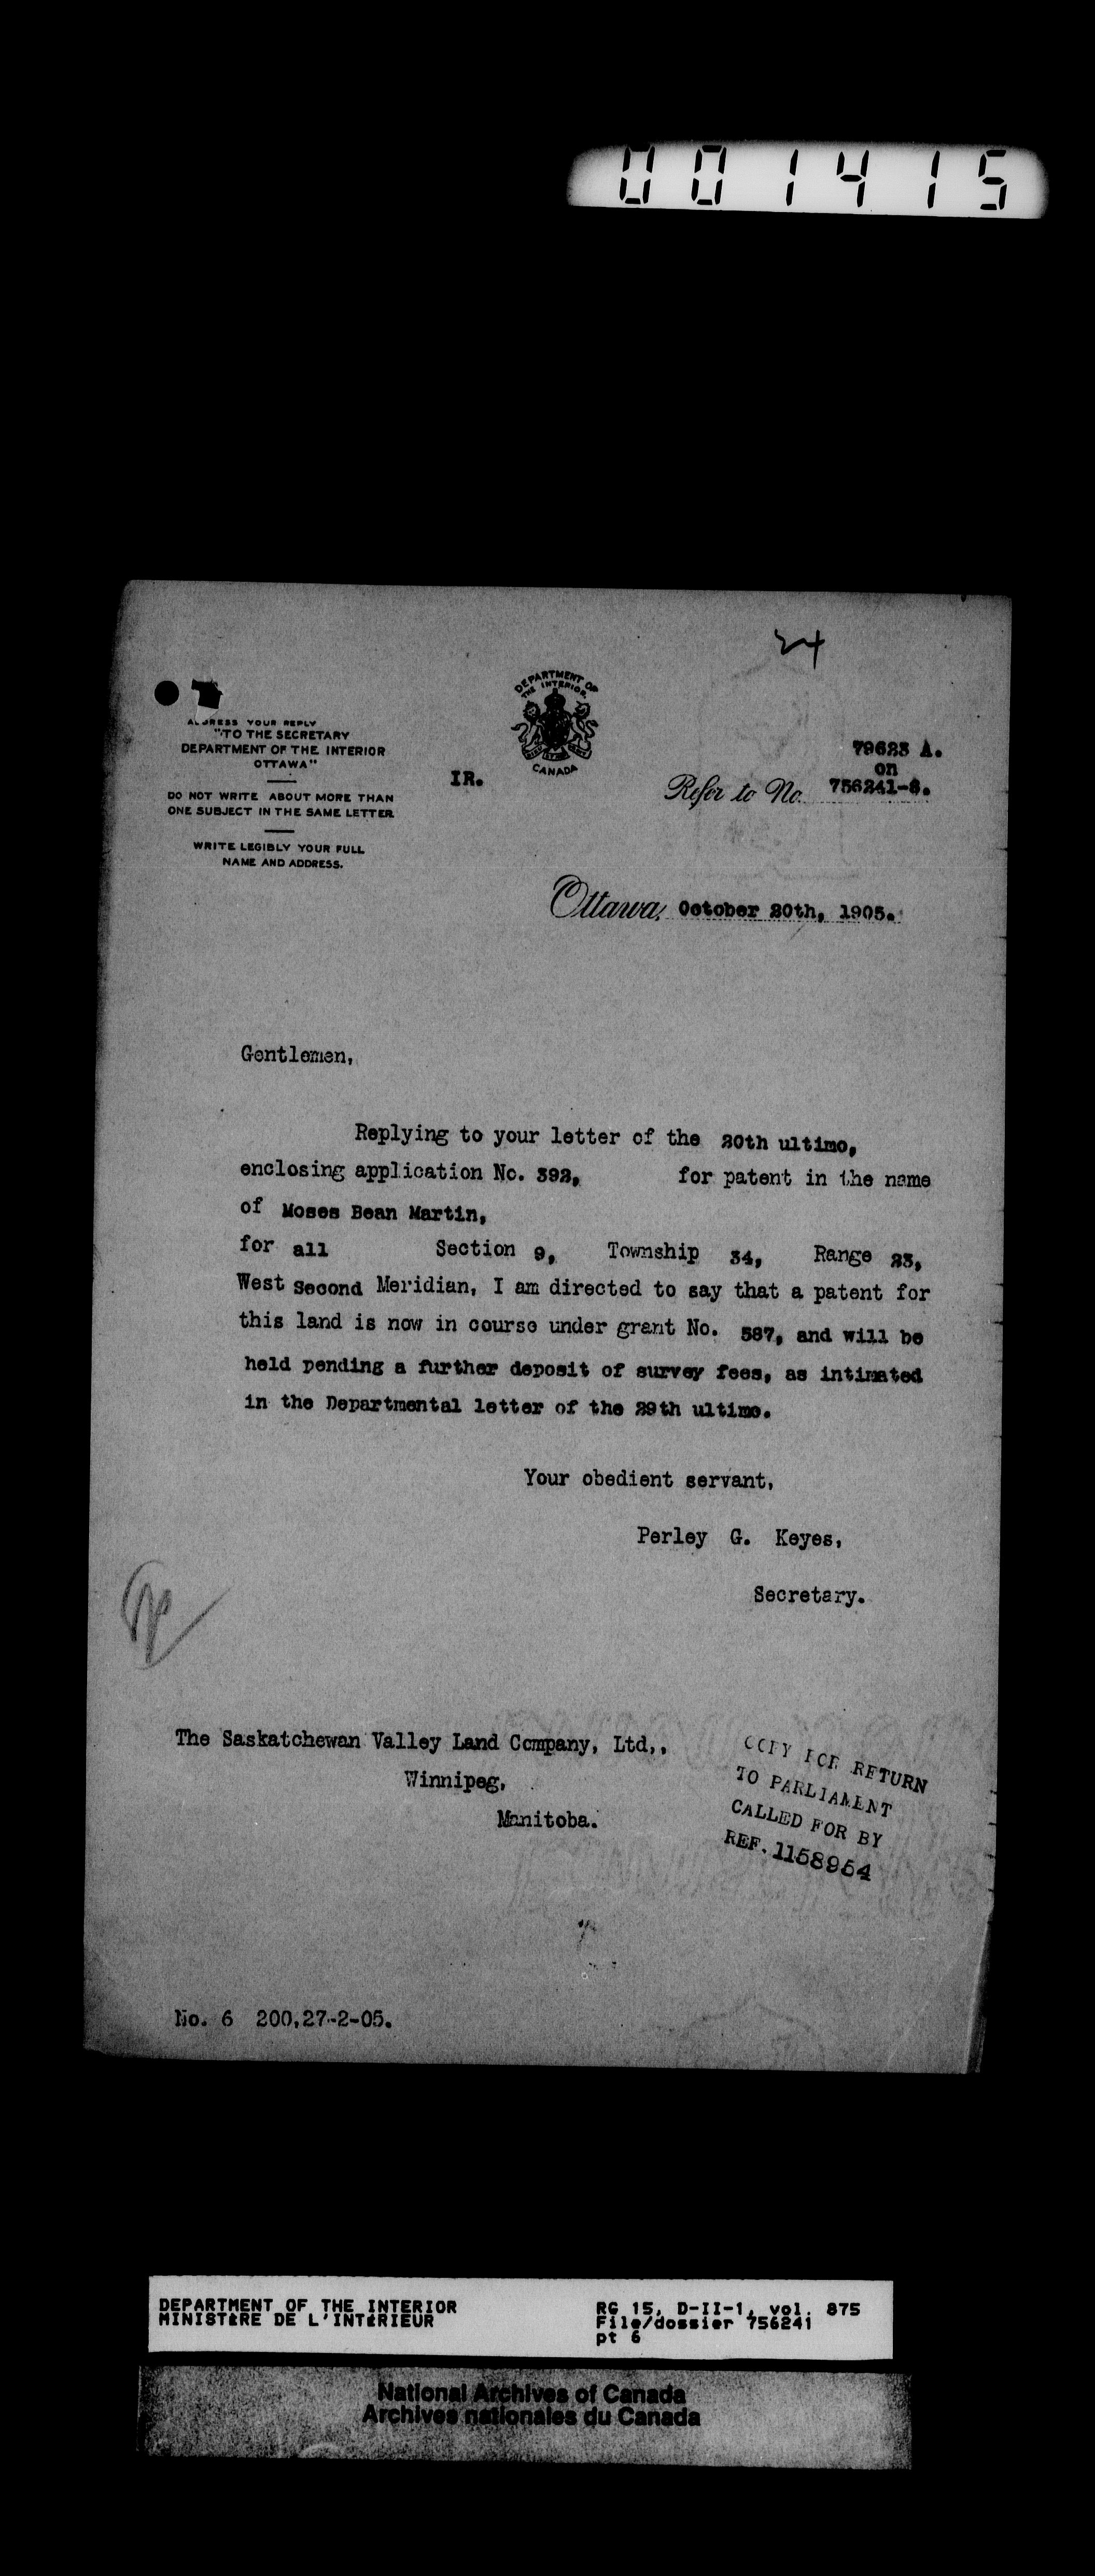 001415
24
ADDRESS YOUR REPLY
"TO THE SECRETARY
DEPARTMENT OF THE INTERIOR
OTTAWA"
DO NOT WRITE ABOUT MORE THAN
ONE SUBJECT IN THE SAME LETTER
WRITE LEGIBLY YOUR FULL
NAME AND ADDRESS.
IR.
DEPARTMENT OF
THE INTERIOR
CANADA
79623 A.
on
Refer to No. 756241-6.
Ottawa, October 20th, 1905.
Gentlemen,
Replying to your letter of the 20th ultimo,
enclosing application No. 392, for patent in the name
of Moses Bean Martin,
for all Section 9, Township 34, Range 23,
West Second Meridian, I am directed to say that a patent for
this land is now in course under grant No. 587, and will be
held pending a further deposit of survey fees, as intimated
in the Departmental letter of the 29th ultimo.
Your obedient servant,
Perley G. Keyes,
Secretary.
The Saskatchewan Valley Land Company, Ltd.,
Winnipeg,
Manitoba.
COPY FOR RETURN
TO PARLIAMENT
CALLED FOR BY
REF. 1158954
No. 6 200,27-2-05.
DEPARTMENT OF THE INTERIOR
MINISTÈRE DE L'INTÉRIEUR
RG 15, D-II-1, vol. 875
File/dossier 756241
pt 6
National Archives of Canada
Archives nationales du Canada